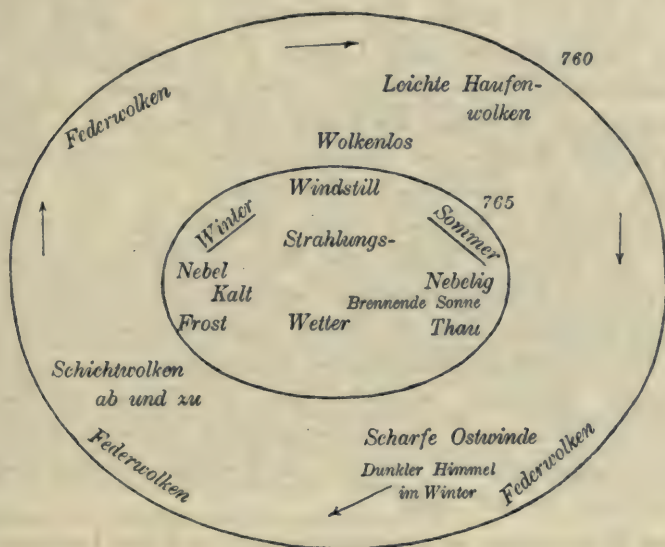 760
Leichte Haufen-
wolken
Federwolken
Wolkenlos
Windstill
765
Winter
Sommer
Strahlungs-
Nebel
Kalt
Frost
Nebelig
Brennende Sonne
Wetter
Thau
Schichtwolken
ab und zu
Federwolken
Scharfe Ostwinde
Dunkler Himmel
im Winter
Federwolken